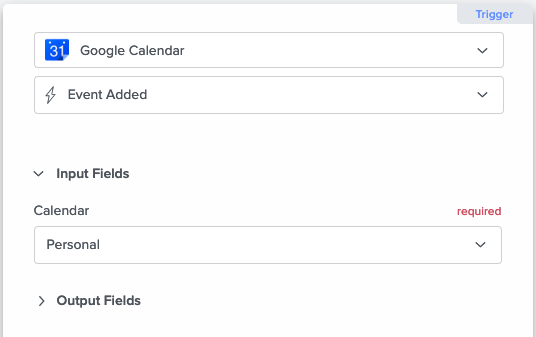 Trigger
31 Google Calendar
Event Added
Input Fields
Calendar required
Personal
Output Fields